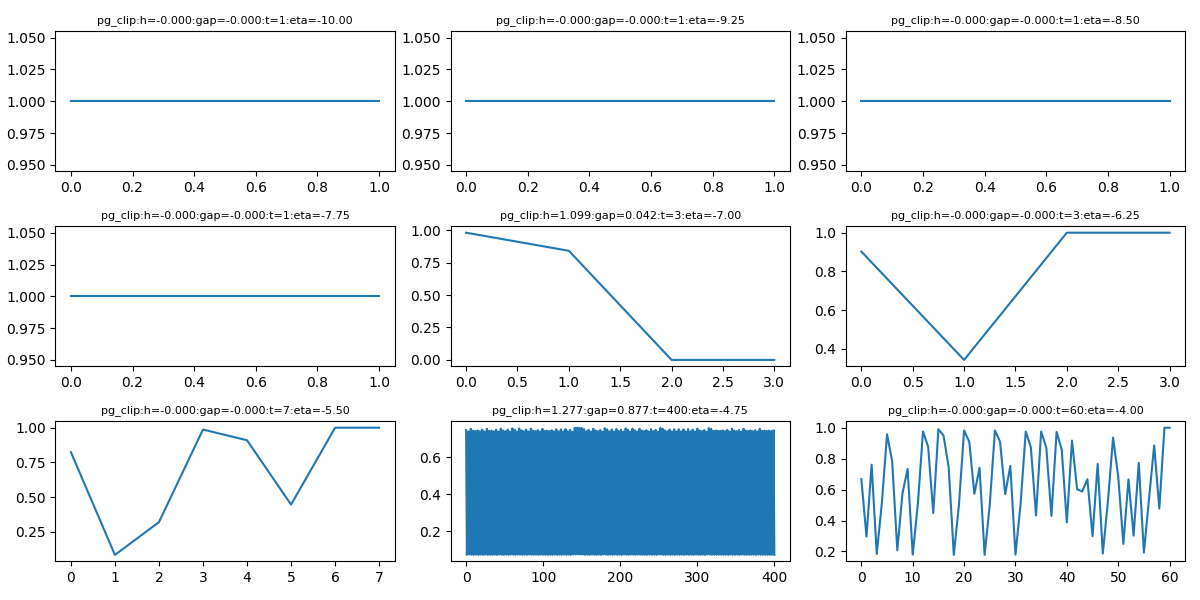 pg_clip:h=-0.000:gap=-0.000:t=1:eta=-10.00
1.050
1.025
1.000
0.975
0.950
0.0 0.2 0.4 0.6 0.8 1.0
pg_clip:h=-0.000:gap=-0.000:t=1:eta=-9.25
1.050
1.025
1.000
0.975
0.950
0.0 0.2 0.4 0.6 0.8 1.0
pg_clip:h=-0.000:gap=-0.000:t=1:eta=-8.50
1.050
1.025
1.000
0.975
0.950
0.0 0.2 0.4 0.6 0.8 1.0
pg_clip:h=-0.000:gap=-0.000:t=1:eta=-7.75
1.050
1.025
1.000
0.975
0.950
0.0 0.2 0.4 0.6 0.8 1.0
pg_clip:h=1.099:gap=0.042:t=3:eta=-7.00
1.00
0.75
0.50
0.25
0.00
0.0 0.5 1.0 1.5 2.0 2.5 3.0
pg_clip:h=-0.000:gap=-0.000:t=3:eta=-6.25
1.0
0.8
0.6
0.4
0.0 0.5 1.0 1.5 2.0 2.5 3.0
pg_clip:h=-0.000:gap=-0.000:t=7:eta=-5.50
1.00
0.75
0.50
0.25
0 1 2 3 4 5 6 7
pg_clip:h=1.277:gap=0.877:t=400:eta=-4.75
0.6
0.4
0.2
0 100 200 300 400
pg_clip:h=-0.000:gap=-0.000:t=60:eta=-4.00
1.0
0.8
0.6
0.4
0.2
0 10 20 30 40 50 60